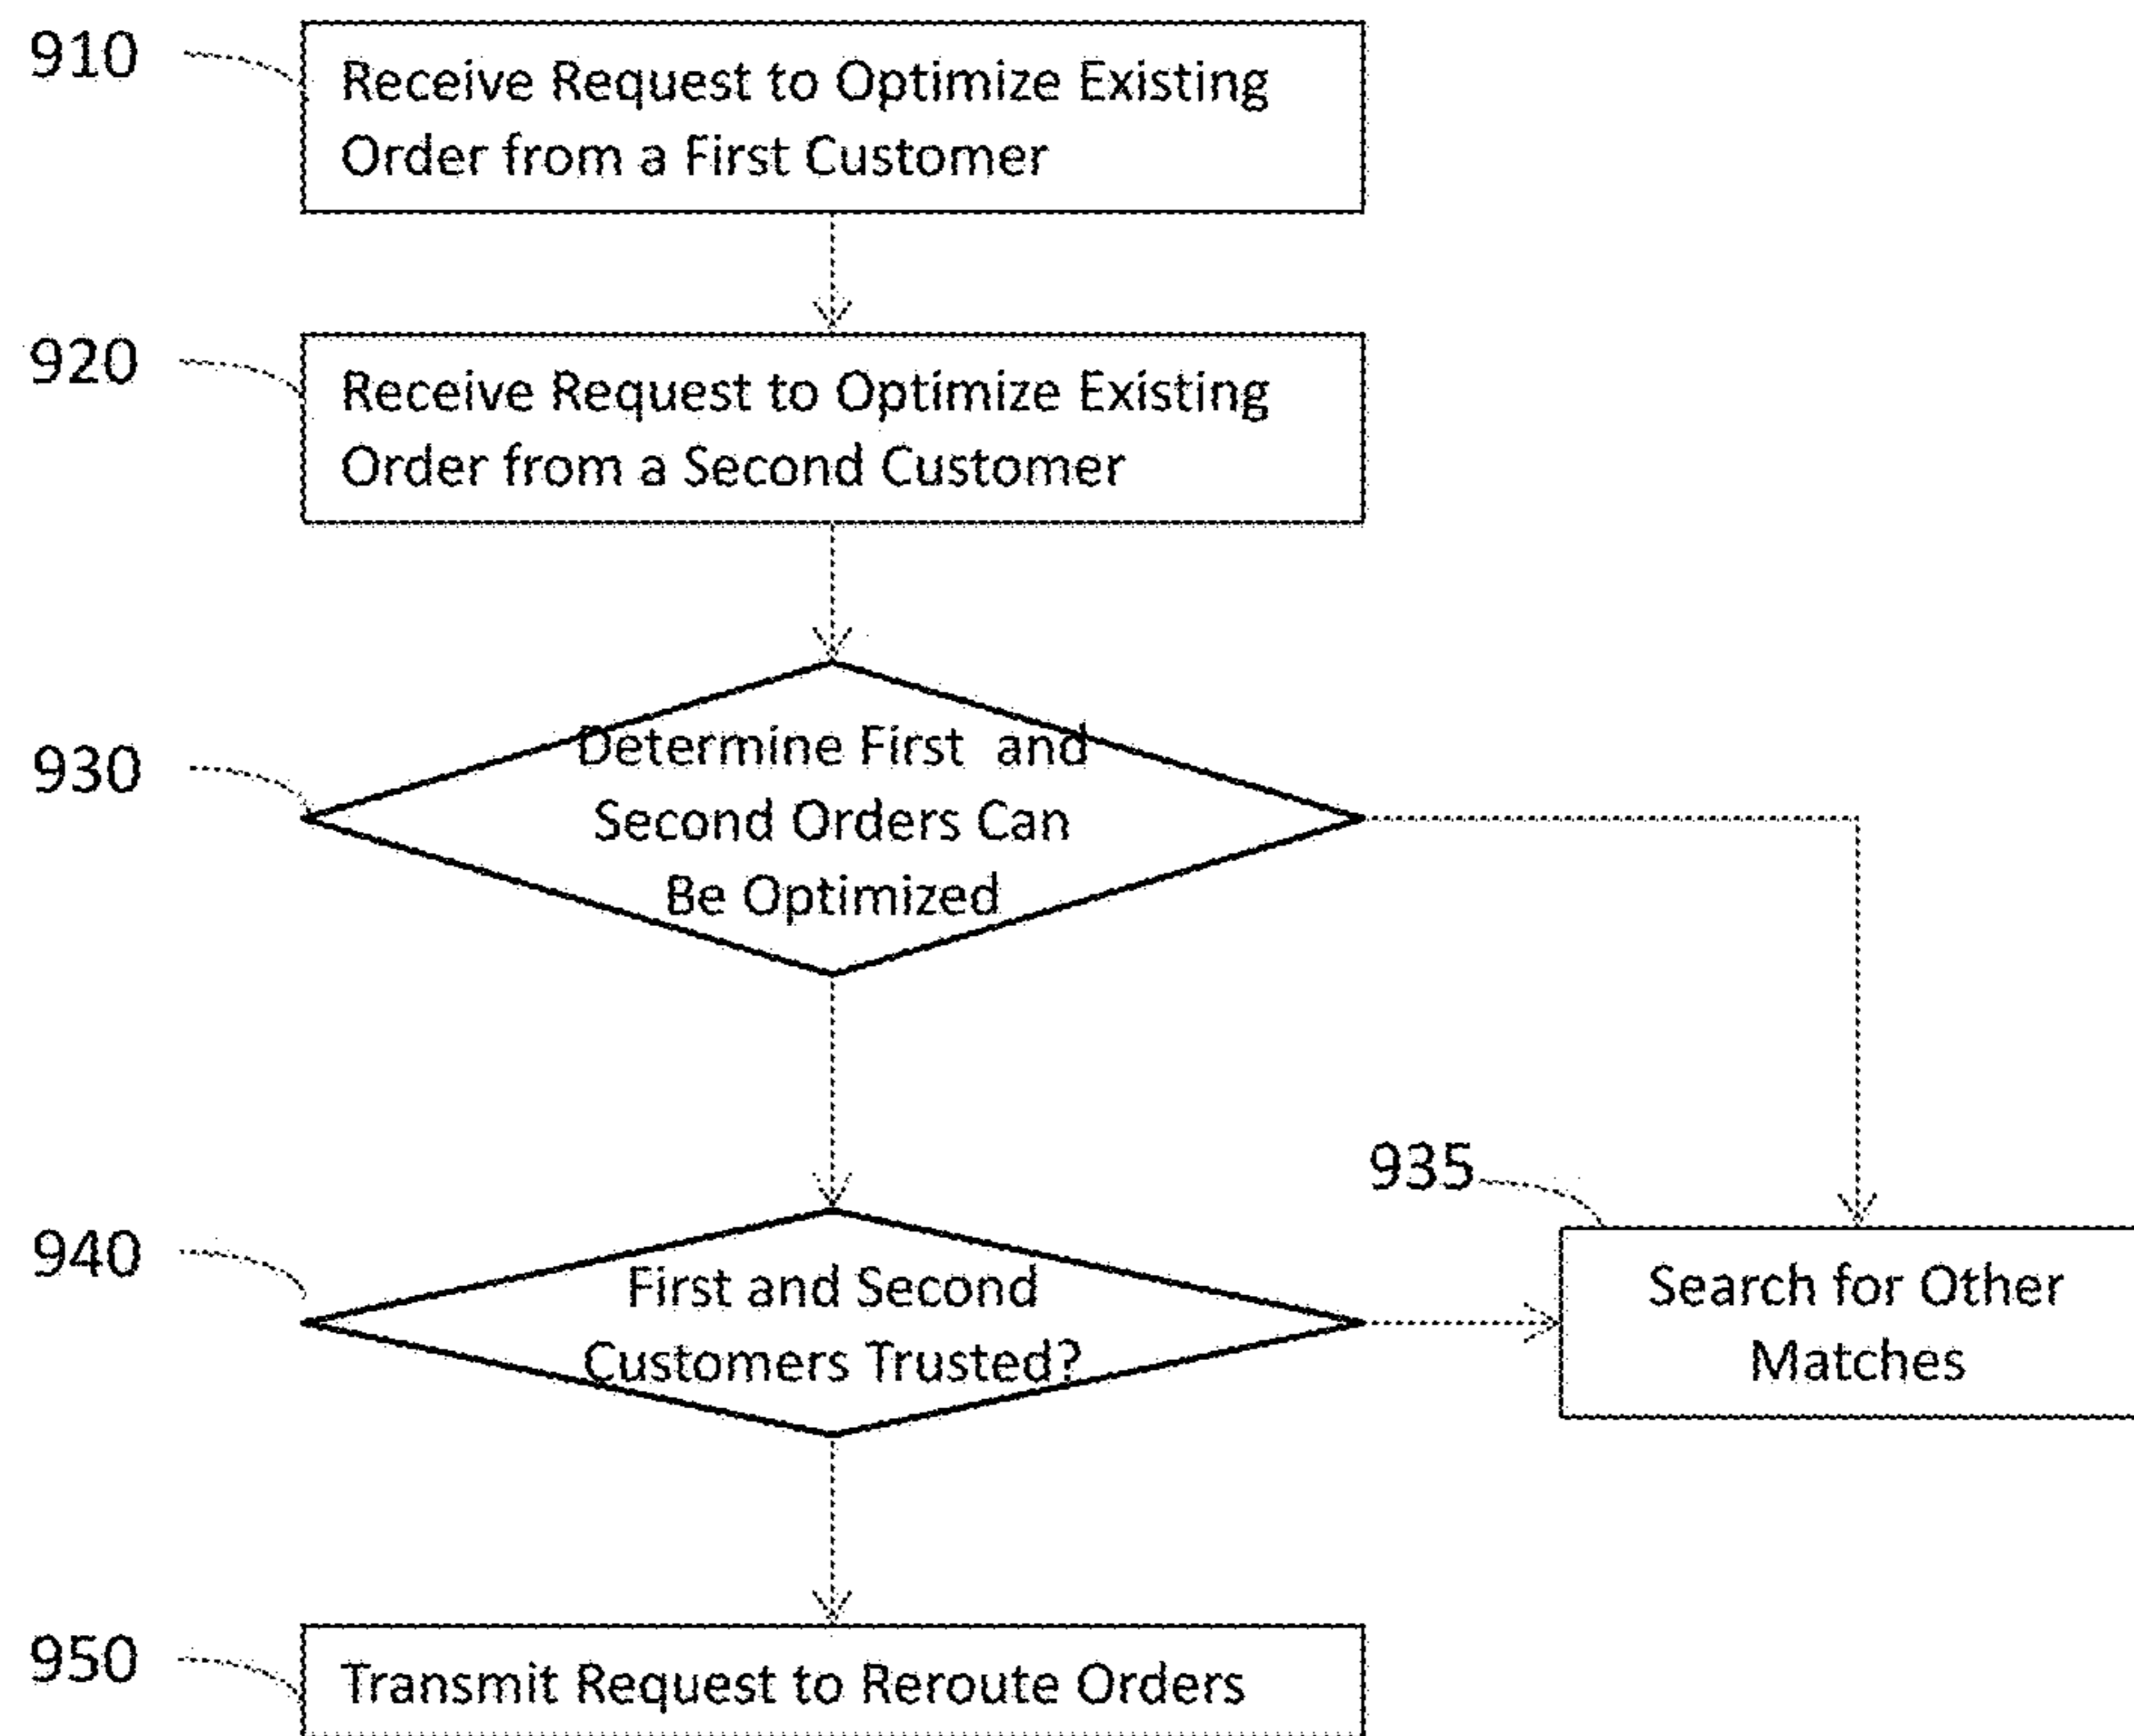 910
Receive Request to Optimize Existing
Order from a First Customer
920
Receive Request to Optimize Existing
Order from a Second Customer
930
Determine First and
Second Orders Can
Be Optimized
935
Search for Other
Matches
940
First and Second
Customers Trusted?
950
Transmit Request to Reroute Orders